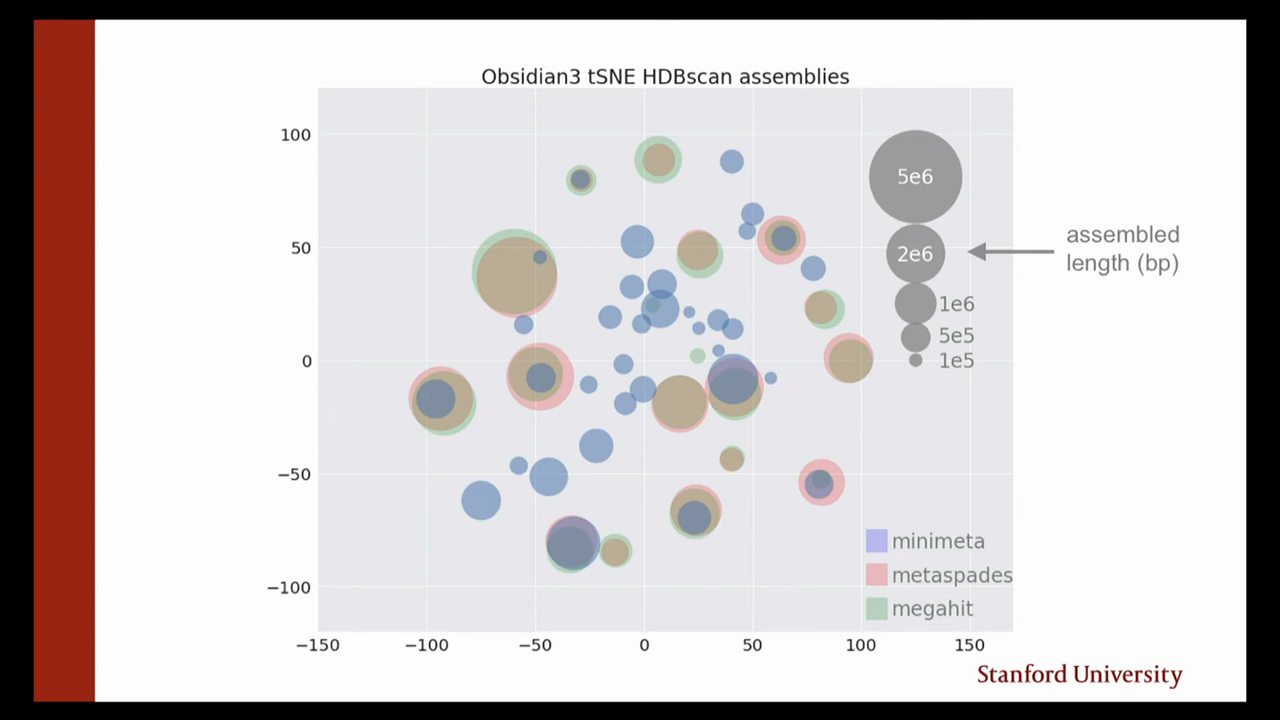 Obsidian3 tSNE HDBscan assemblies
100
50
0
−50
−100
−150
−100
−50
0
50
100
150
5e6
2e6
1e6
5e5
1e5
assembled
length (bp)
minimeta
metaspades
megahit
Stanford University